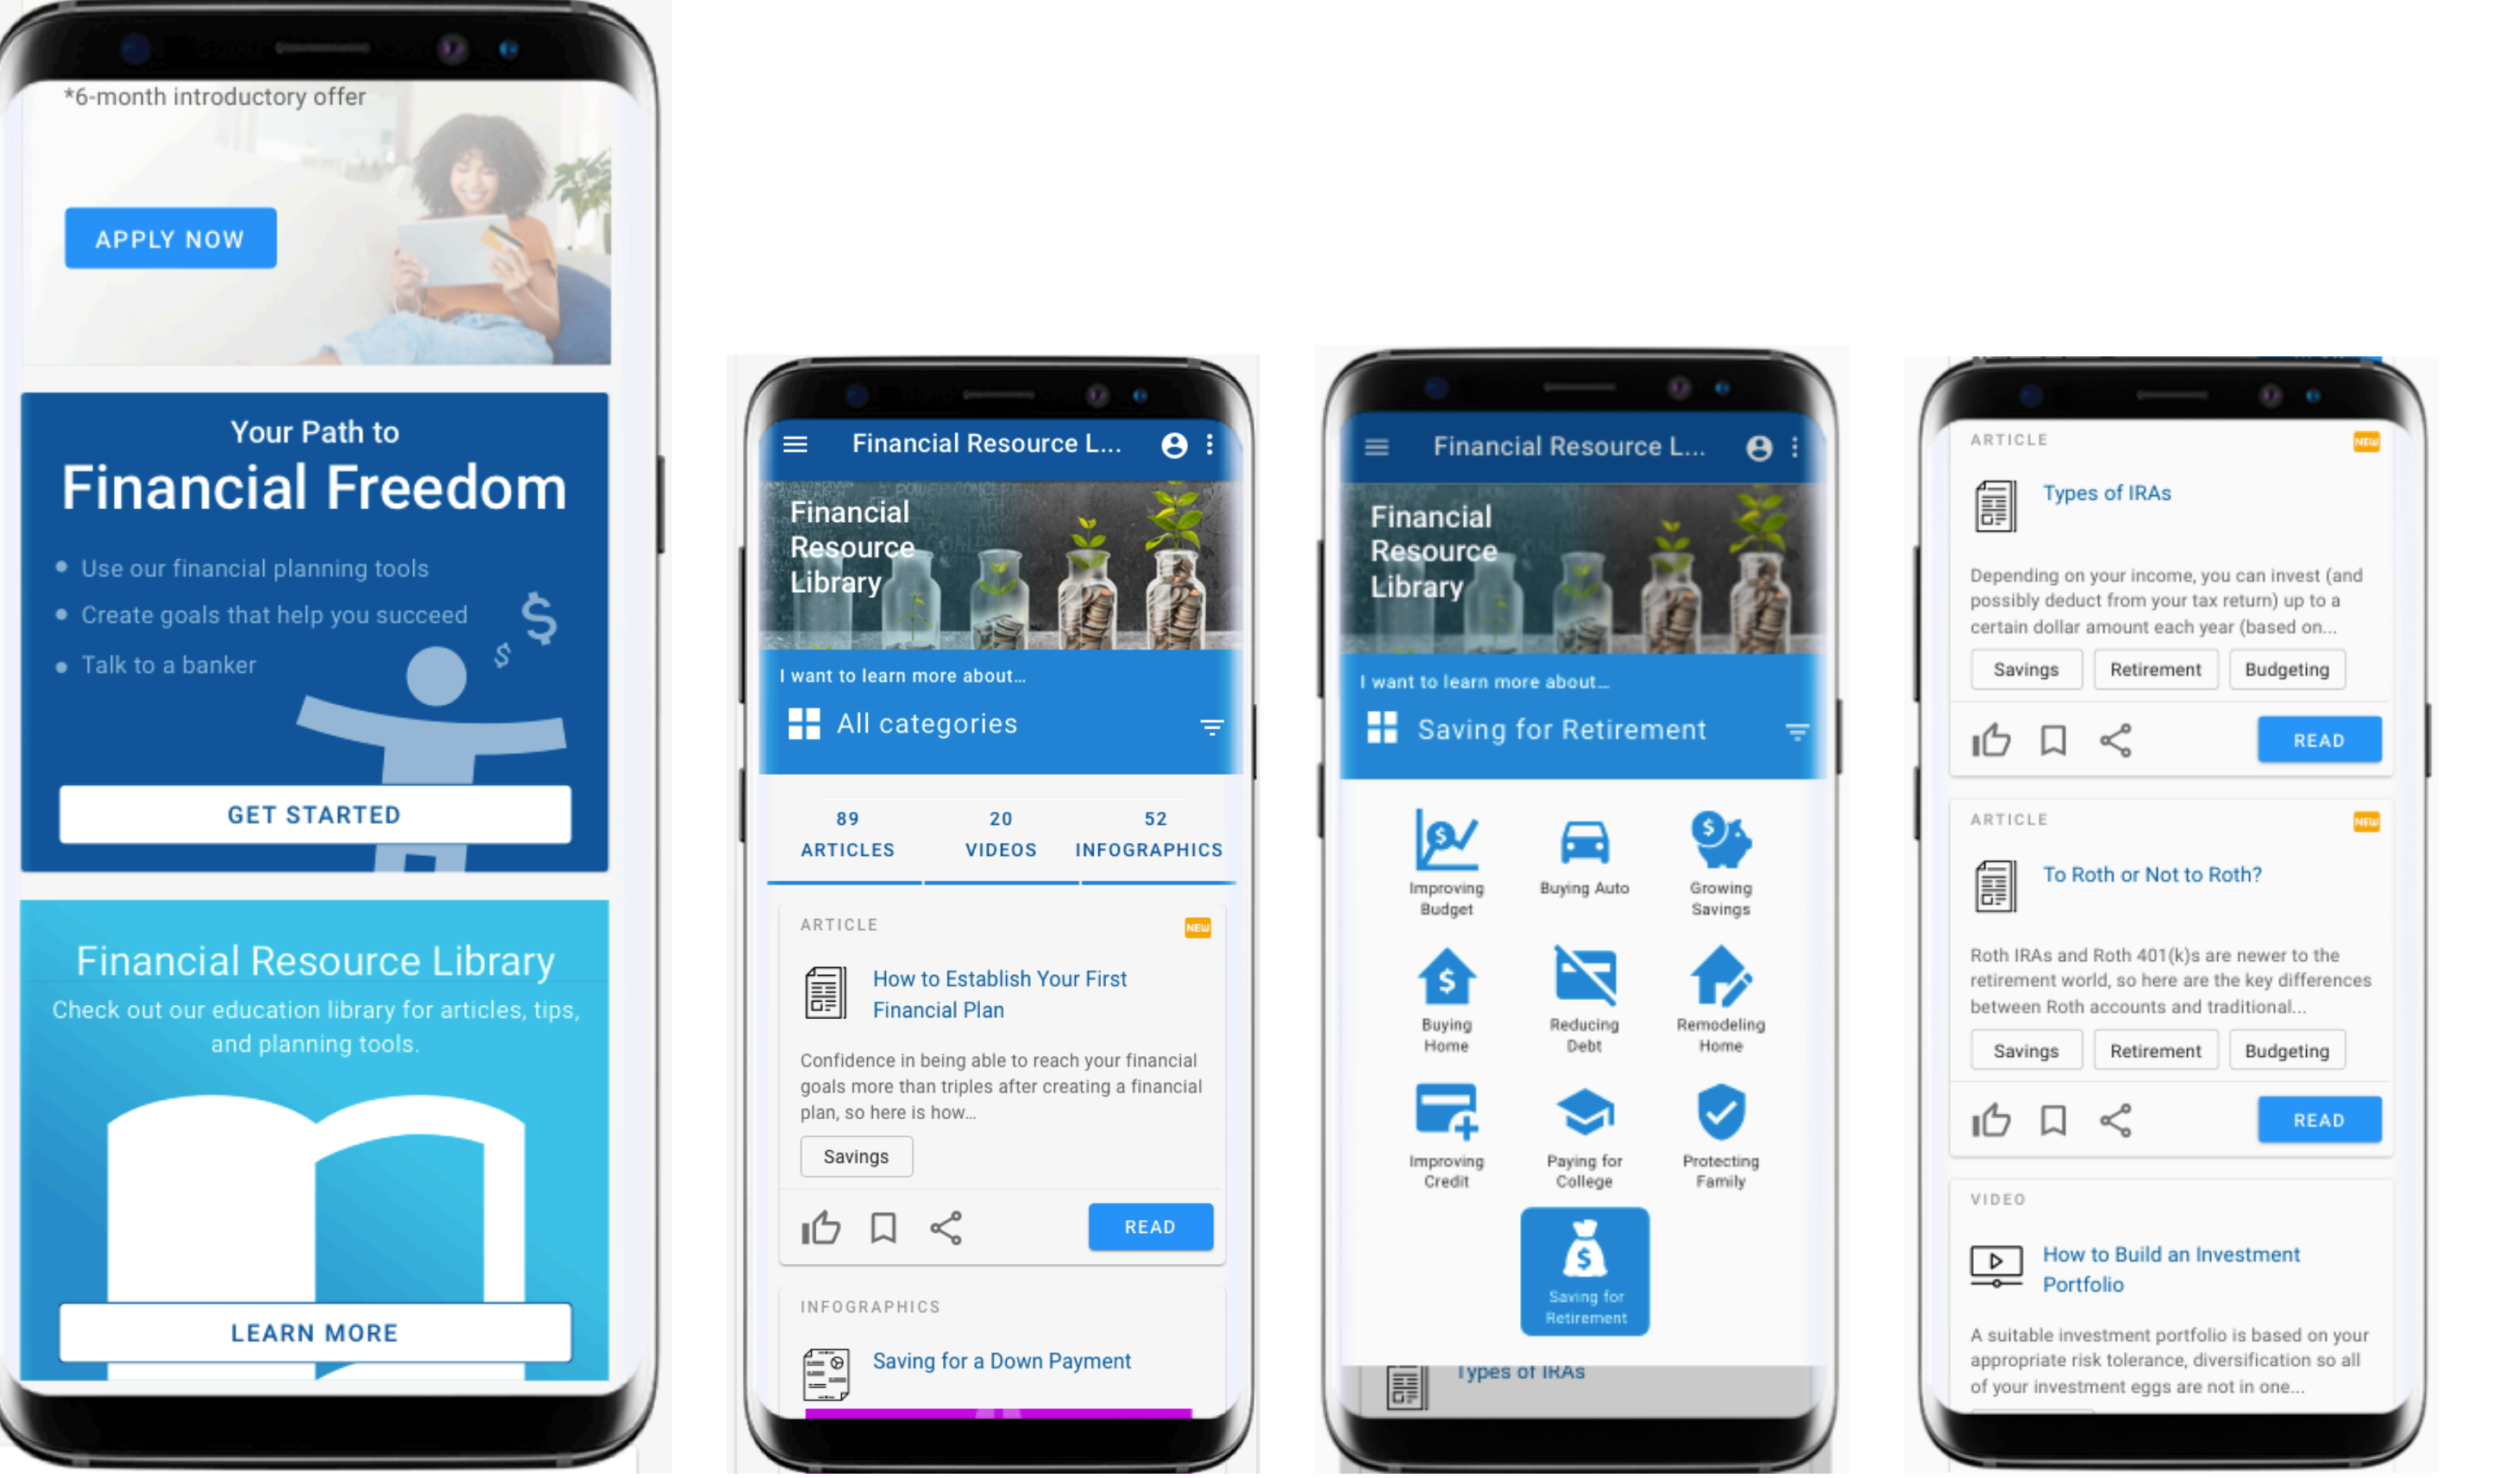 *6-month introductory offer
APPLY NOW
Your Path to
Financial Freedom
Use our financial planning tools
Create goals that help you succeed
Talk to a banker
$
$
GET STARTED
Financial Resource Library
Check out our education library for articles, tips,
and planning tools.
LEARN MORE
Financial Resource L...
Financial
Resource
Library
I want to learn more about...
All categories
89
ARTICLES
20
VIDEOS
52
INFOGRAPHICS
ARTICLE
NEW
How to Establish Your First
Financial Plan
Confidence in being able to reach your financial
goals more than triples after creating a financial
plan, so here is how...
Savings
READ
INFOGRAPHICS
Saving for a Down Payment
Financial Resource L...
Financial
Resource
Library
I want to learn more about...
Saving for Retirement
$
Improving
Budget
Buying Auto
$
Growing
Savings
$
Buying
Home
Reducing
Debt
Remodeling
Home
Improving
Credit
Paying for
College
Protecting
Family
$
Saving for
Retirement
Types of IRAs
ARTICLE
NEW
Types of IRAs
Depending on your income, you can invest (and
possibly deduct from your tax return) up to a
certain dollar amount each year (based on...
Savings
Retirement
Budgeting
READ
ARTICLE
NEW
To Roth or Not to Roth?
Roth IRAs and Roth 401(k)s are newer to the
retirement world, so here are the key differences
between Roth accounts and traditional...
Savings
Retirement
Budgeting
READ
VIDEO
How to Build an Investment
Portfolio
A suitable investment portfolio is based on your
appropriate risk tolerance, diversification so all
of your investment eggs are not in one...